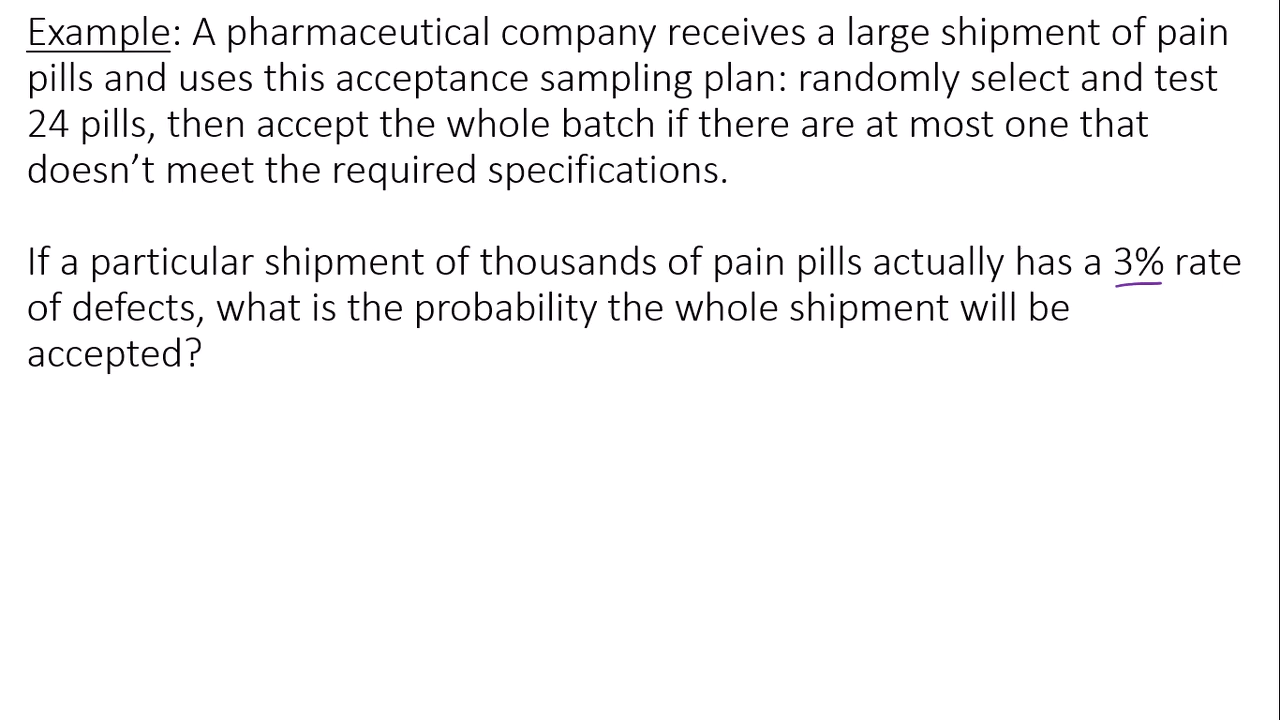 Example: A pharmaceutical company receives a large shipment of pain
pills and uses this acceptance sampling plan: randomly select and test
24 pills, then accept the whole batch if there are at most one that
doesn’t meet the required specifications.
If a particular shipment of thousands of pain pills actually has a 3% rate
of defects, what is the probability the whole shipment will be
accepted?